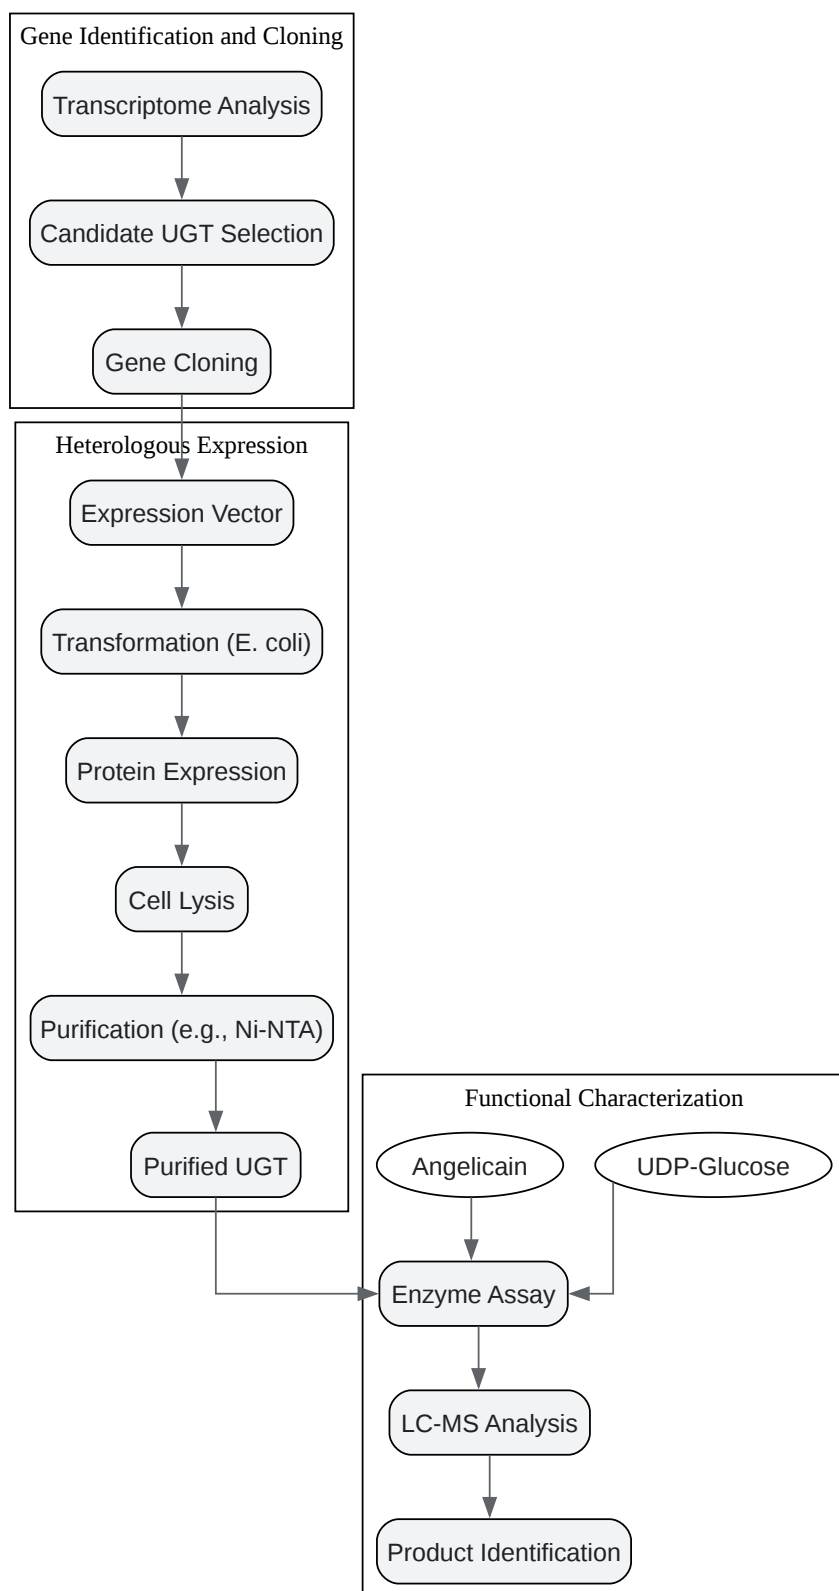 Gene Identification and Cloning
Transcriptome Analysis
Candidate UGT Selection
Gene Cloning
Heterologous Expression
Expression Vector
Transformation (E. coli)
Protein Expression
Cell Lysis
Purification (e.g., Ni-NTA)
Purified UGT
Functional Characterization
Angelicain
UDP-Glucose
Enzyme Assay
LC-MS Analysis
Product Identification